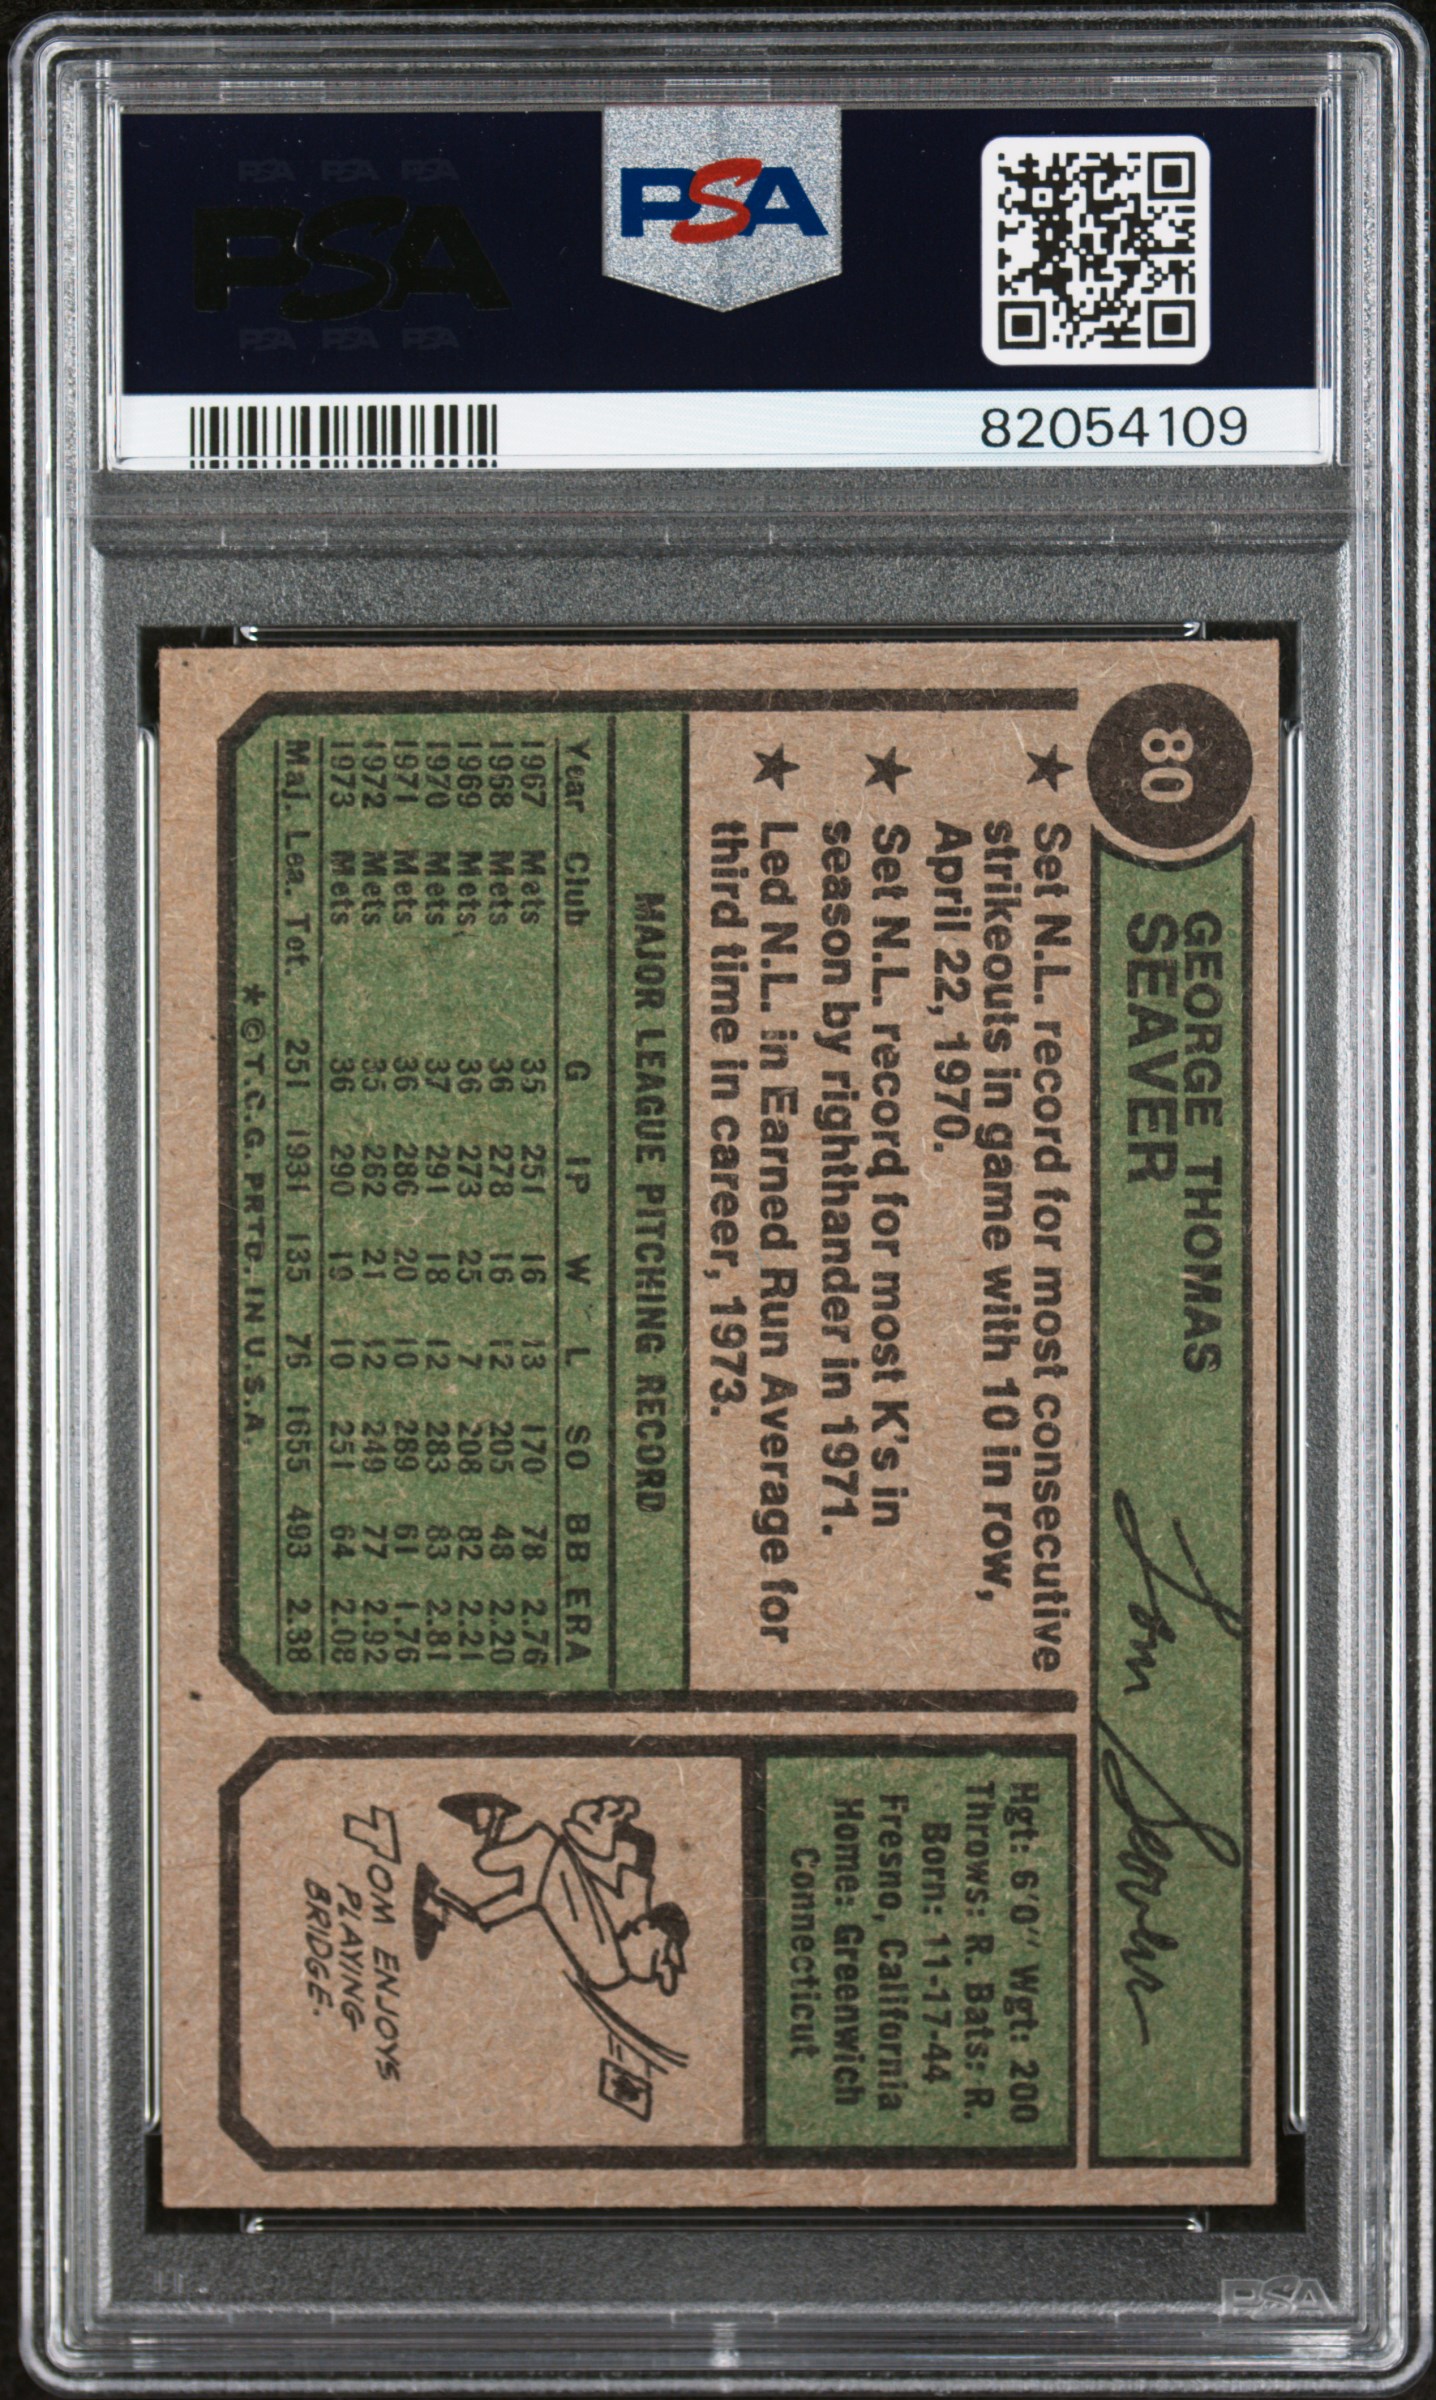 PSA PSA PSA
PSA
PSA PSA PSA
PSA
82054109
80
GEORGE THOMAS
SEAVER
Tom Seaver
★ Set N.L. record for most consecutive
strikeouts in game with 10 in row,
April 22, 1970.
★ Set N.L. record for most K's in
season by righthander in 1971.
★ Led N.L. in Earned Run Average for
third time in career, 1973.
MAJOR LEAGUE PITCHING RECORD
Year Club G IP W L SO BB ERA
1967 Mets 35 251 16 13 170 78 2.76
1968 Mets 36 278 16 12 205 48 2.20
1969 Mets 36 273 25 7 208 82 2.21
1970 Mets 37 291 18 12 283 83 2.81
1971 Mets 36 286 20 10 289 61 1.76
1972 Mets 35 262 21 12 249 77 2.92
1973 Mets 36 290 19 10 251 64 2.08
Maj. Lea. Tot. 251 1931 135 76 1655 493 2.38
*© T.C.G. PRTD. IN U.S.A.
Hgt: 6'0" Wgt: 200
Throws: R. Bats: R.
Born: 11-17-44
Fresno, California
Home: Greenwich
Connecticut
TOM ENJOYS
PLAYING
BRIDGE.
PSA